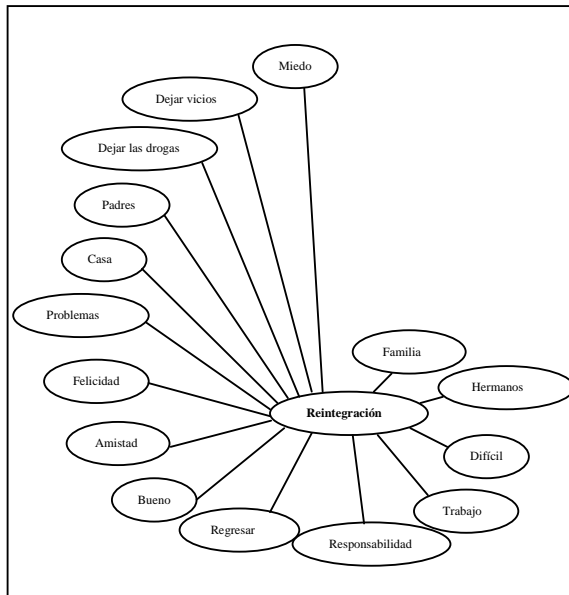 Miedo
Dejar vicios
Dejar las drogas
Padres
Casa
Problemas
Familia
Felicidad
Hermanos
Reintegración
Amistad
Difícil
Bueno
Trabajo
Regresar
Responsabilidad